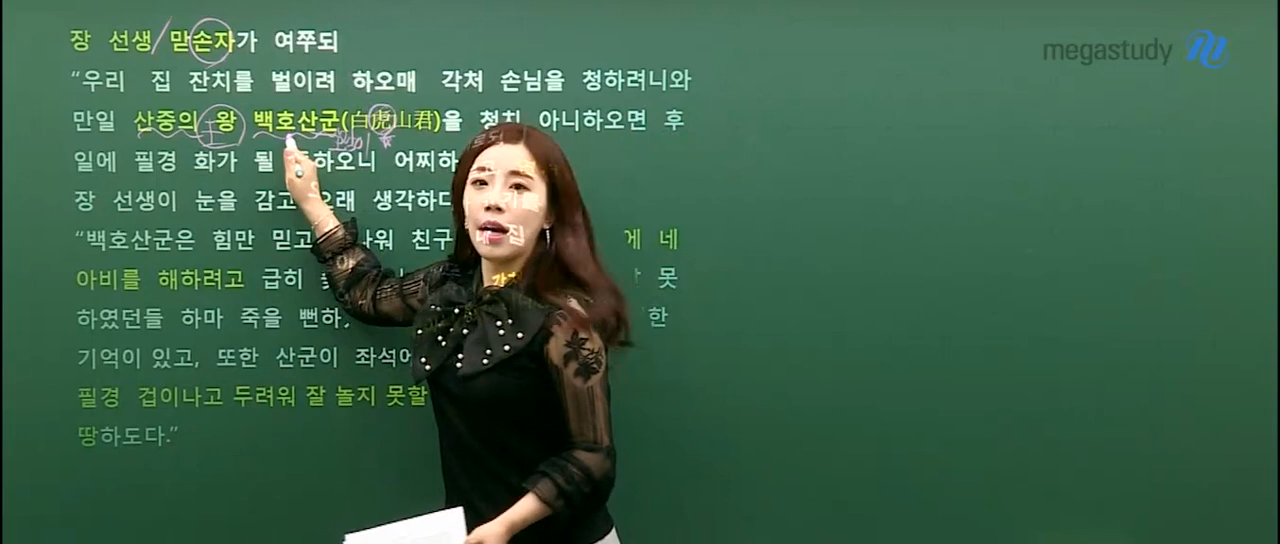 장 선생 맏손자가 여쭈되
megastudy
“우리 집 잔치를 벌이려 하오매 각처 손님을 청하려니와
만일 산중의 왕 백호산군(白虎山君)을 청치 아니하오면 후
일에 필경 화가 될 하오니 어찌하
장 선생이 눈을 감고 오래 생각하다
“백호산군은 힘만 믿고 나워 친구 에 네
아비를 해하려고 급히 못
하였던들 하마 죽을 뻔하 한
기억이 있고, 또한 산군이 좌석에
필경 겁이나고 두려워 잘 놀지 못할
땅하도다.”